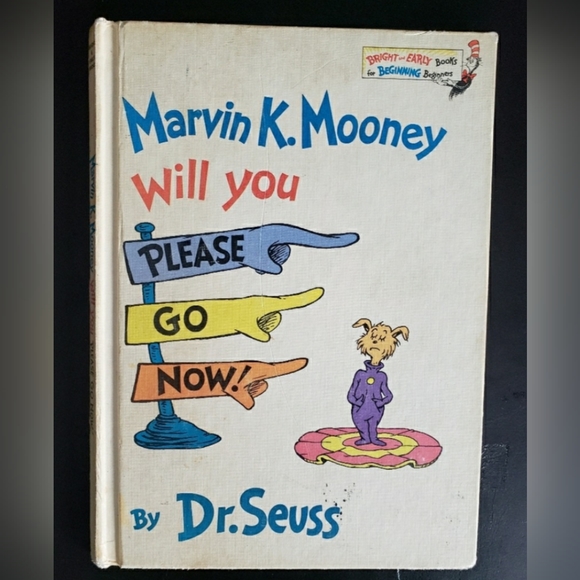 BRIGHT and EARLY Books
for BEGINNING Beginners
Marvin K. Mooney
Will you
PLEASE
GO
NOW!
By Dr. Seuss